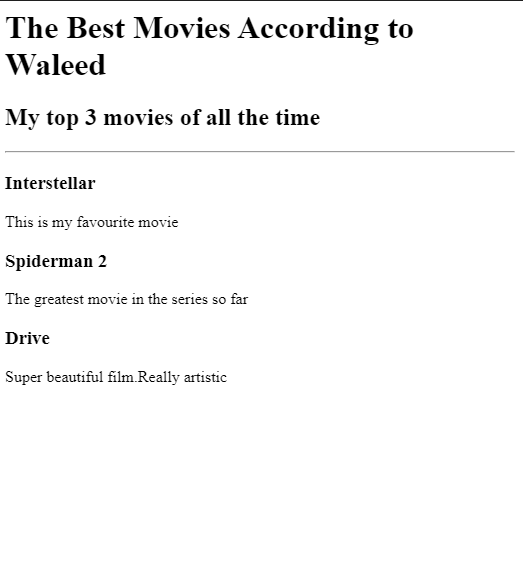 The Best Movies According to
Waleed
My top 3 movies of all the time
Interstellar
This is my favourite movie
Spiderman 2
The greatest movie in the series so far
Drive
Super beautiful film.Really artistic